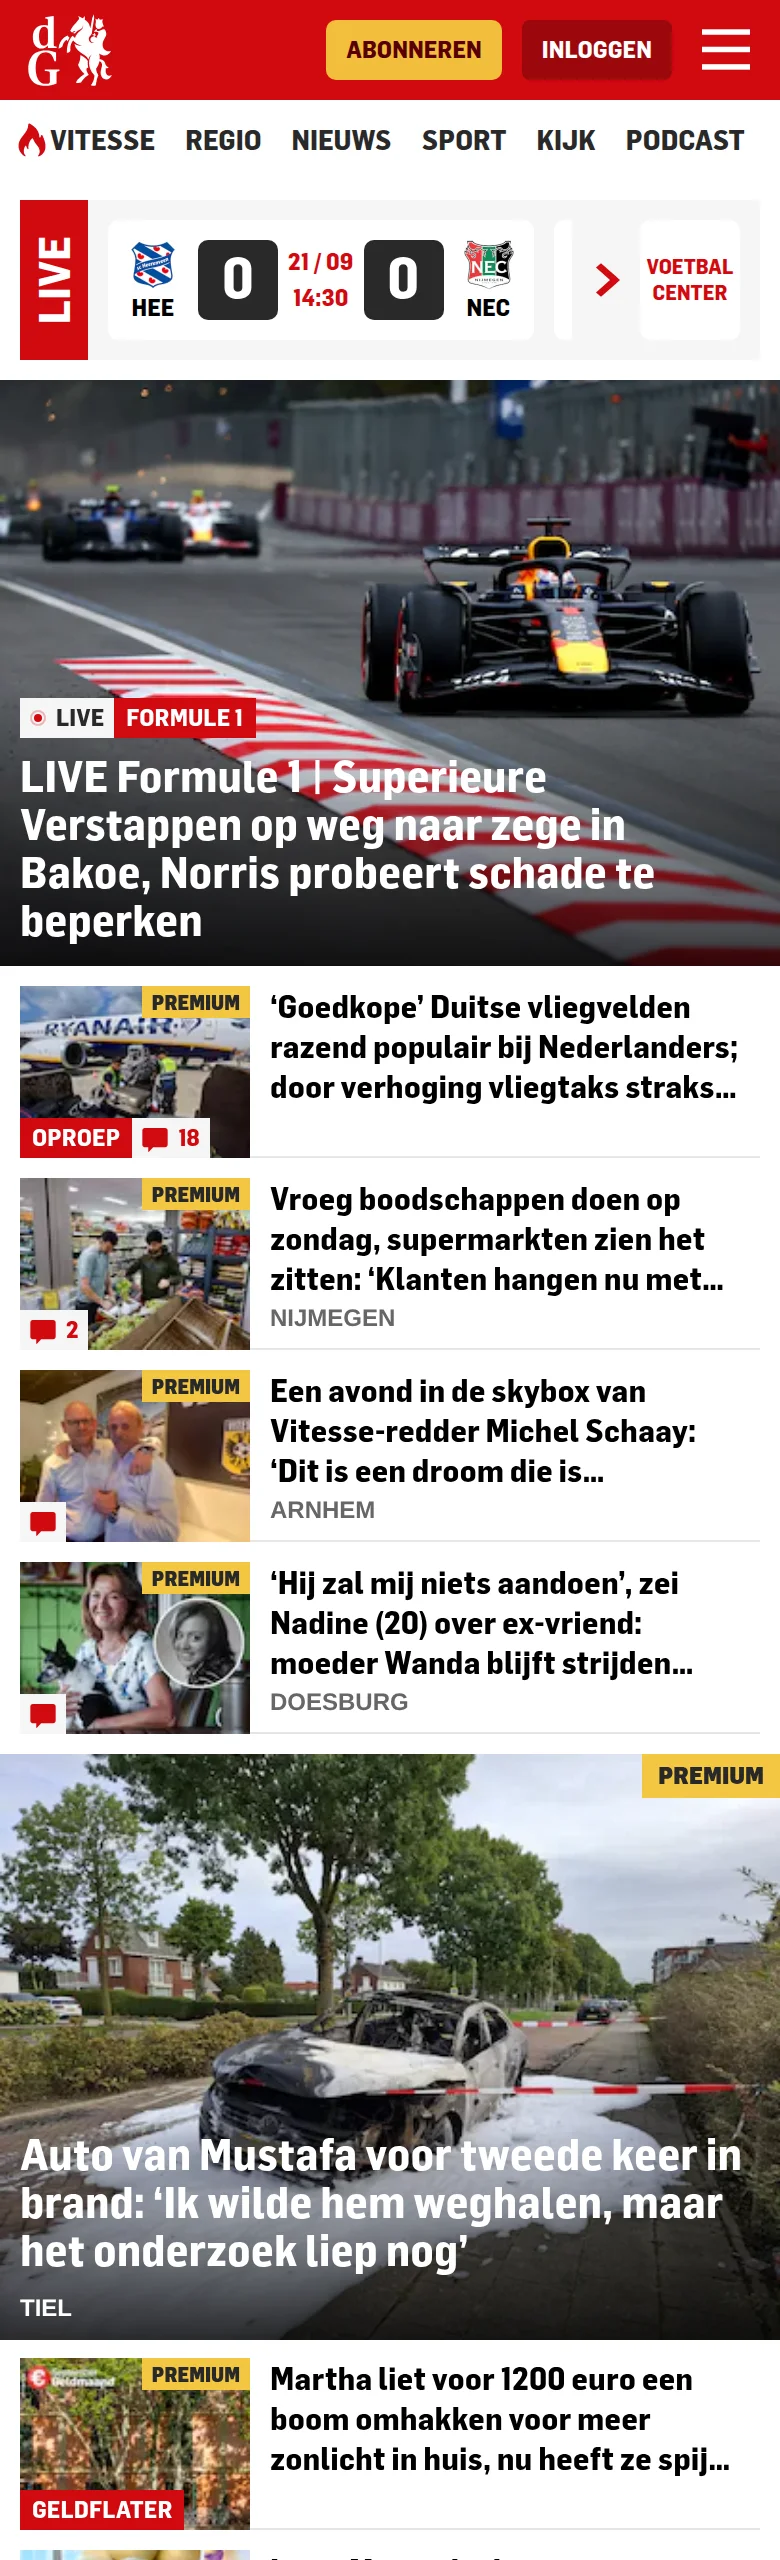 dG
ABONNEREN
INLOGGEN
VITESSE REGIO NIEUWS SPORT KIJK PODCAST
LIVE
HEE
0
21 / 09
14:30
0
NEC
NEC
VOETBAL
CENTER
LIVE FORMULE 1
LIVE Formule 1 | Superieure
Verstappen op weg naar zege in
Bakoe, Norris probeert schade te
beperken
PREMIUM
RYANAIR
OPROEP 18
‘Goedkope’ Duitse vliegvelden
razend populair bij Nederlanders;
door verhoging vliegtaks straks...
PREMIUM
2
Vroeg boodschappen doen op
zondag, supermarkten zien het
zitten: ‘Klanten hangen nu met...
NIJMEGEN
PREMIUM
Een avond in de skybox van
Vitesse-redder Michel Schaay:
‘Dit is een droom die is...
ARNHEM
PREMIUM
‘Hij zal mij niets aandoen’, zei
Nadine (20) over ex-vriend:
moeder Wanda blijft strijden...
DOESBURG
PREMIUM
Auto van Mustafa voor tweede keer in
brand: ‘Ik wilde hem weghalen, maar
het onderzoek liep nog’
TIEL
PREMIUM
GELDFLATER
Martha liet voor 1200 euro een
boom omhakken voor meer
zonlicht in huis, nu heeft ze spij...